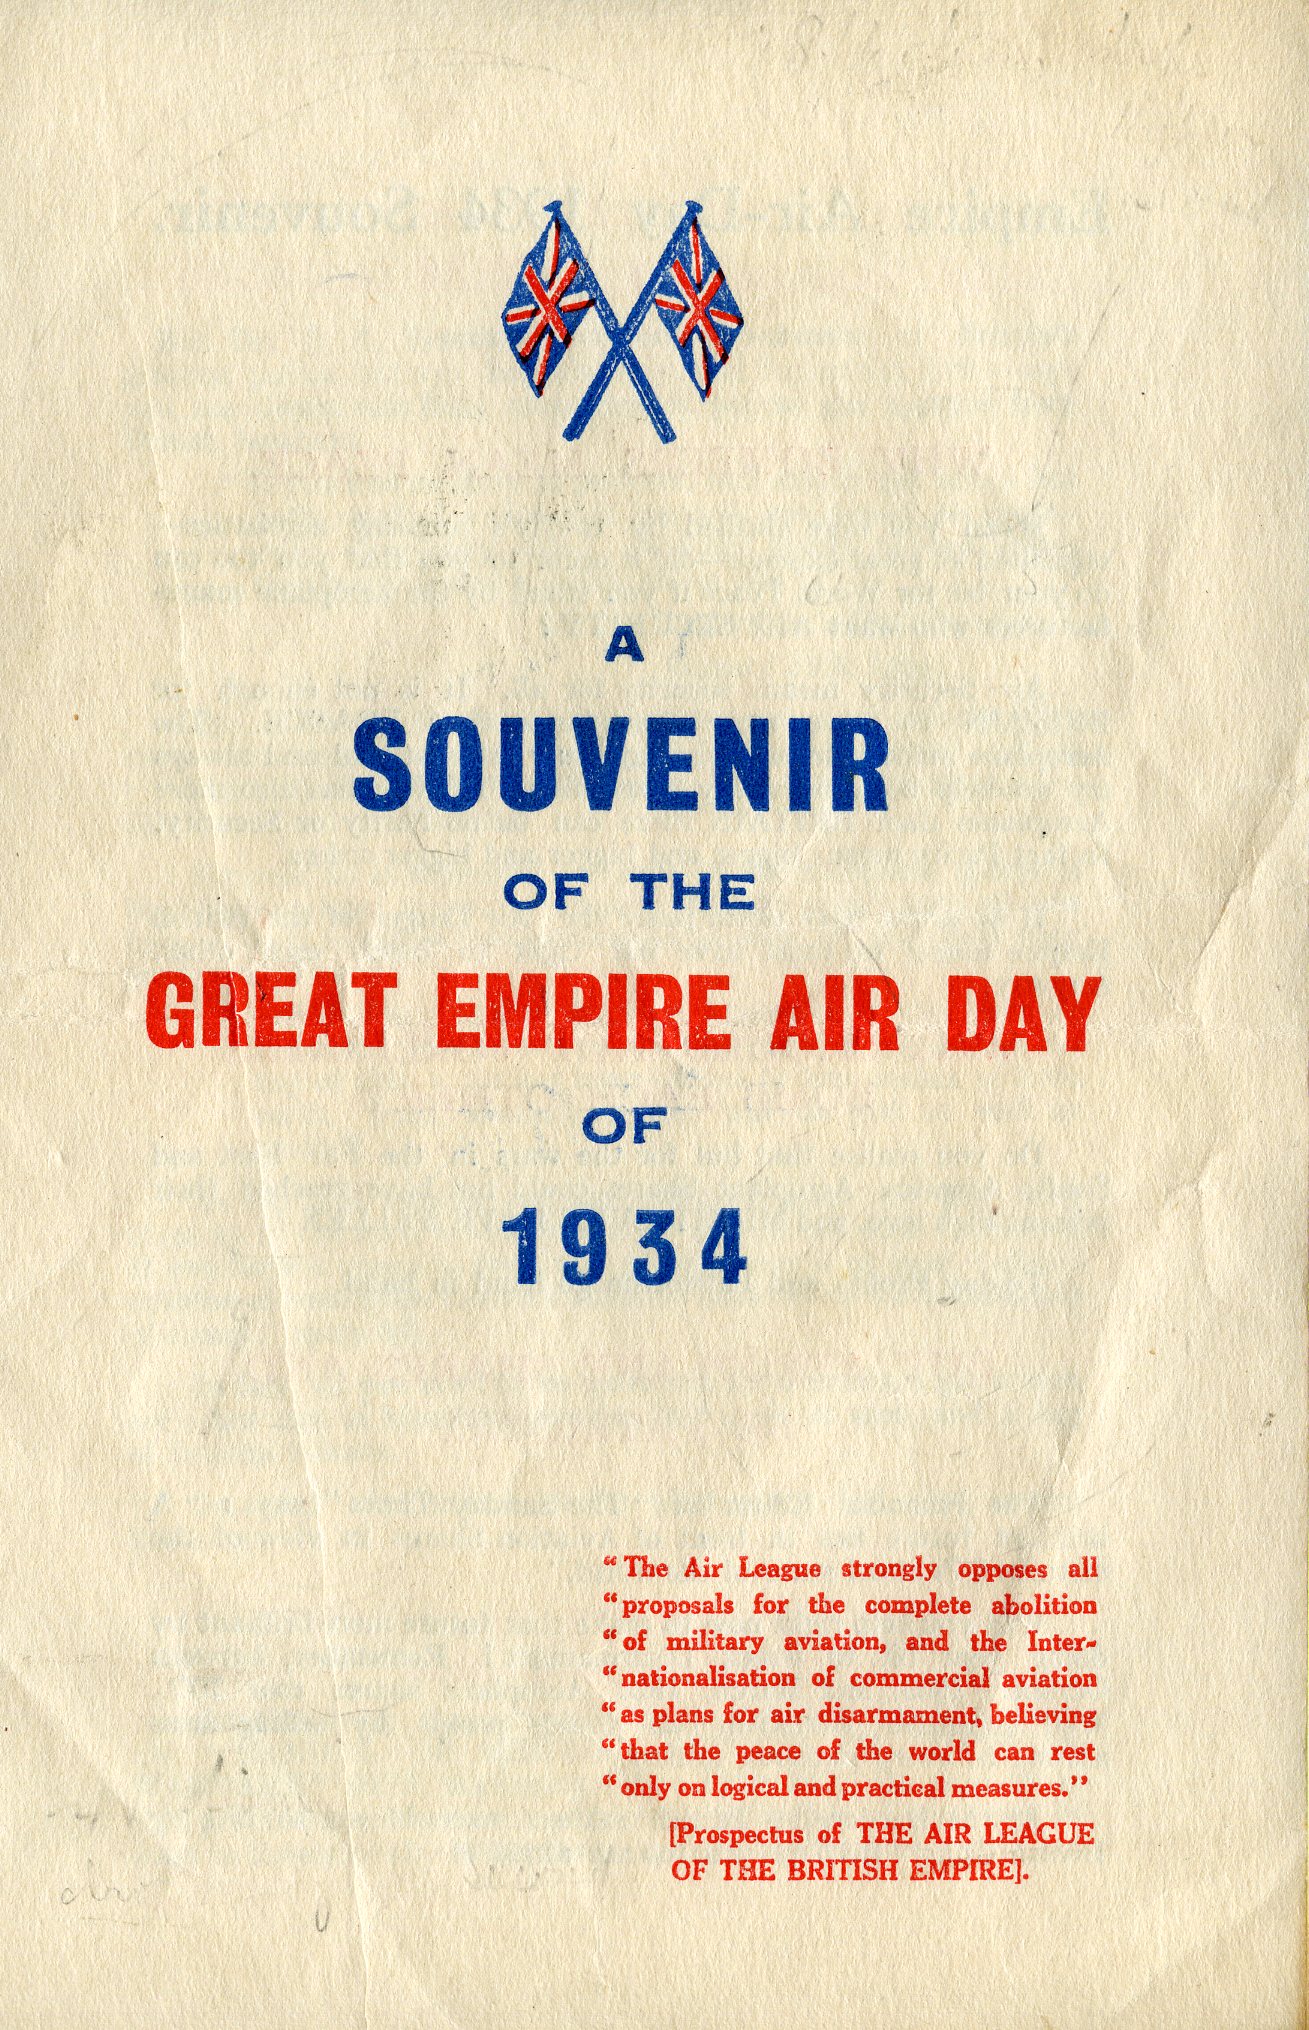 A
SOUVENIR
OF THE
GREAT EMPIRE AIR DAY
OF
1934
“The Air League strongly opposes all
“proposals for the complete abolition
“of military aviation, and the Inter-
“nationalisation of commercial aviation
“as plans for air disarmament, believing
“that the peace of the world can rest
“only on logical and practical measures.”
[Prospectus of THE AIR LEAGUE
OF THE BRITISH EMPIRE].